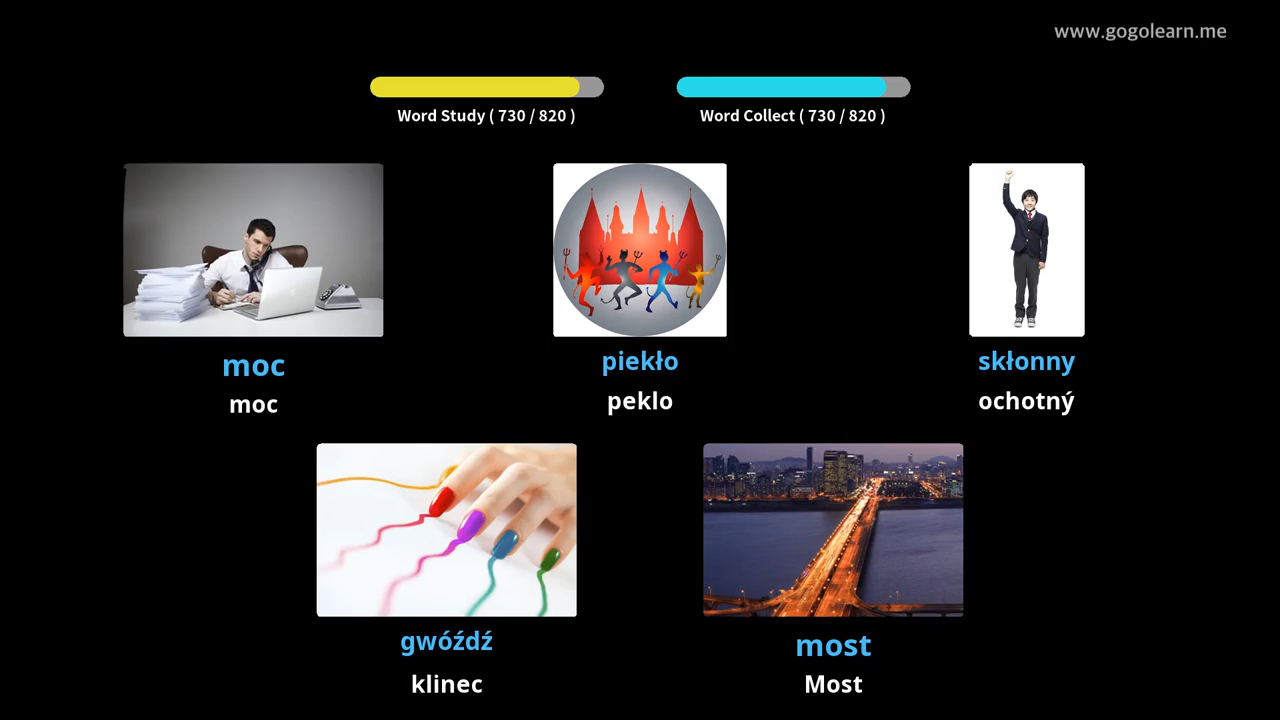 www.gogolearn.me
Word Study ( 730 / 820 )
Word Collect ( 730 / 820 )
moc
moc
piekło
peklo
skłonny
ochotný
gwóźdź
klinec
most
Most